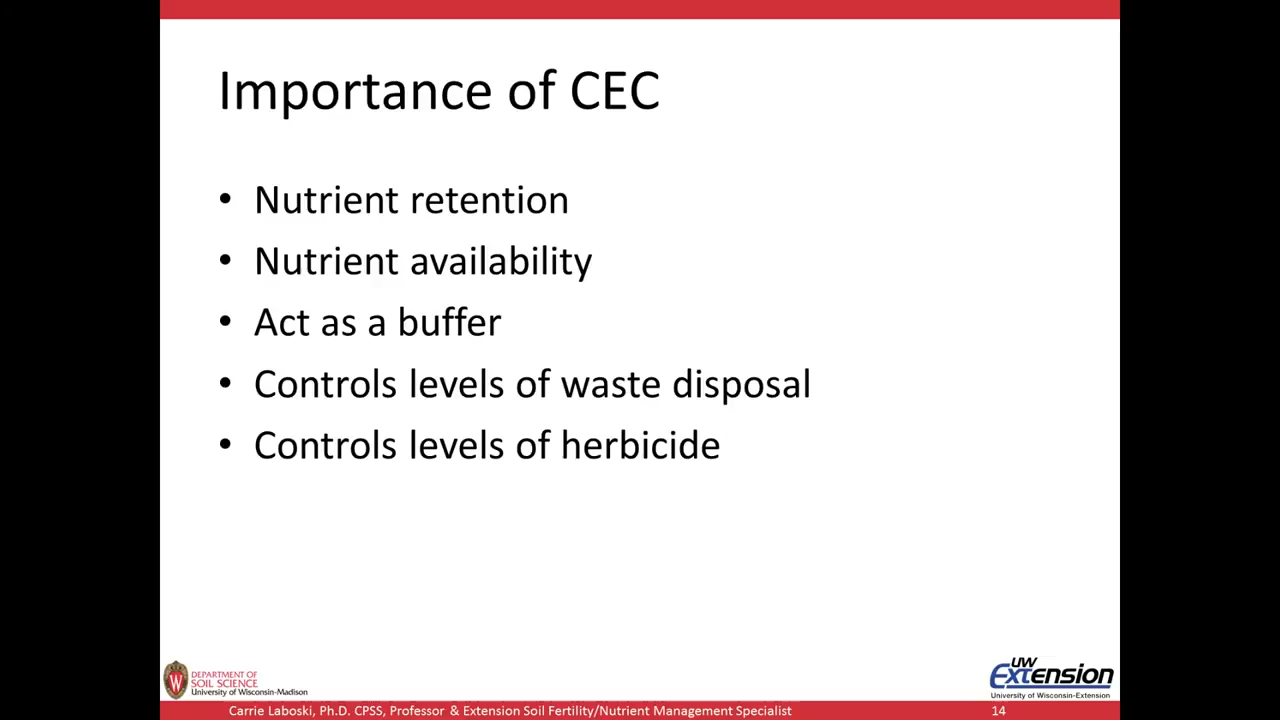 Importance of CEC
• Nutrient retention
• Nutrient availability
• Act as a buffer
• Controls levels of waste disposal
• Controls levels of herbicide
DEPARTMENT OF
SOIL SCIENCE
University of Wisconsin-Madison
UW
Extension
University of Wisconsin-Extension
Carrie Laboski, Ph.D. CPSS, Professor & Extension Soil Fertility/Nutrient Management Specialist
14